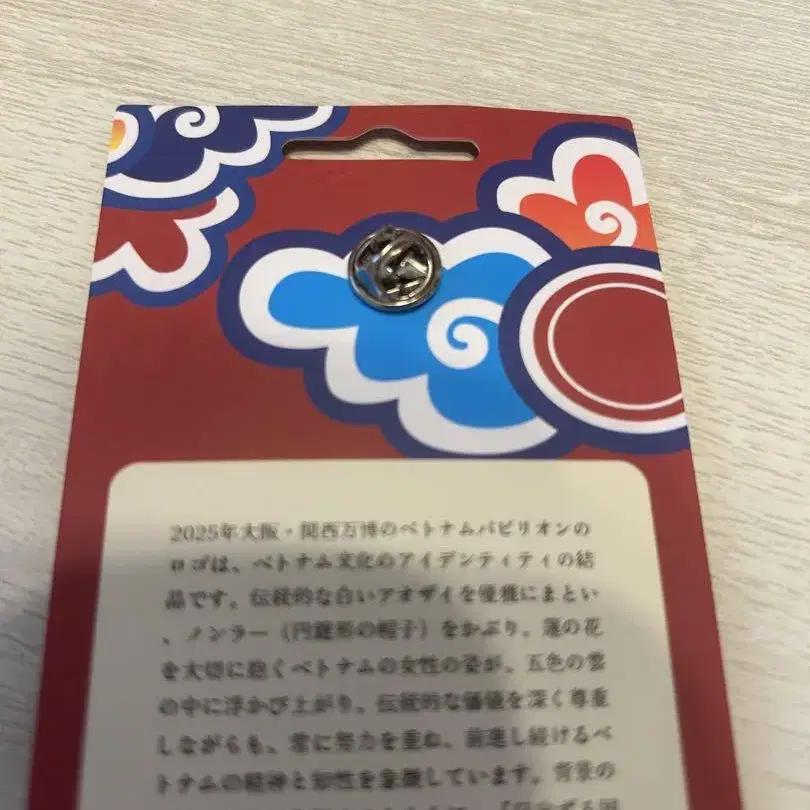 2025年大阪・関西万博のベトナムパビリオンの
ロゴは、ベトナム文化のアイデンティティの結
晶です。伝統的な白いアオザイを優雅にまとい
、ノンラー（円錐形の帽子）をかぶり、蓮の花
を大切に抱くベトナムの女性の姿が、五色の雲
の中に浮かび上がり、伝統的な価値を深く尊重
しながらも、常に努力を重ね、前進し続けるベ
トナムの精神と知性を象徴しています。背景の